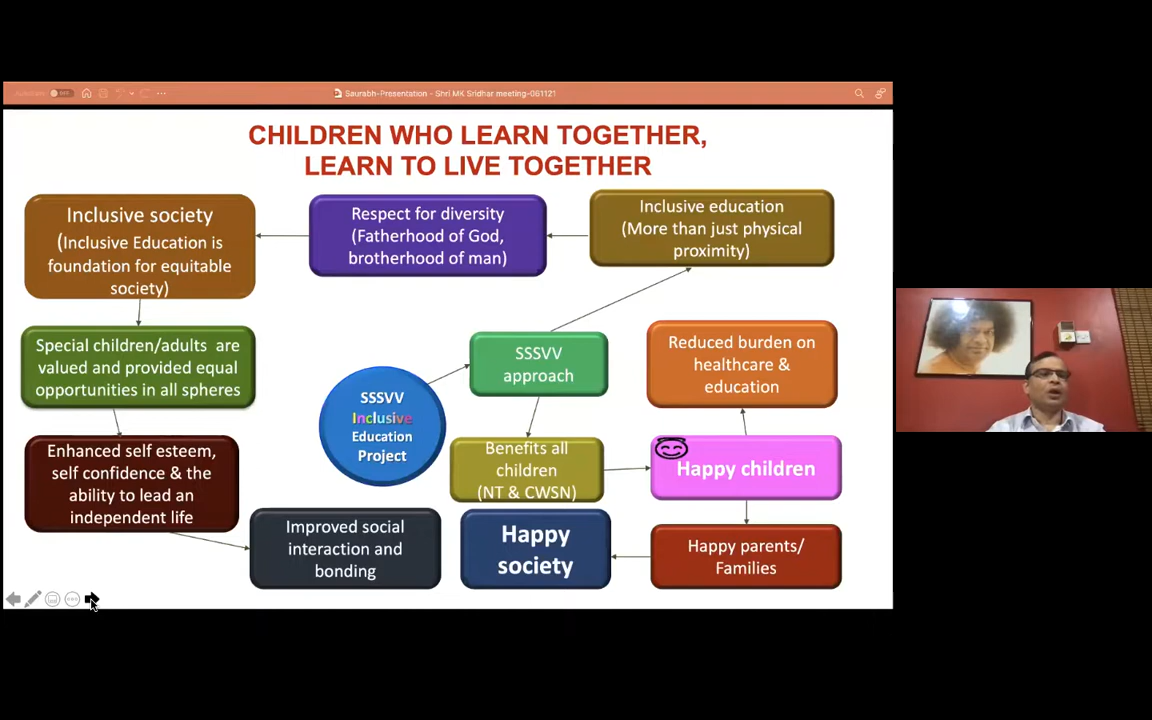 OFF
Saurabh-Presentation - Shri MK Sridhar meeting-061121
CHILDREN WHO LEARN TOGETHER,
LEARN TO LIVE TOGETHER
Inclusive society
(Inclusive Education is
foundation for equitable
society)
Respect for diversity
(Fatherhood of God,
brotherhood of man)
Inclusive education
(More than just physical
proximity)
Special children/adults are
valued and provided equal
opportunities in all spheres
SSSVV
approach
Reduced burden on
healthcare &
education
SSSVV
Inclusive
Education
Project
Enhanced self esteem,
self confidence & the
ability to lead an
independent life
Benefits all
children
(NT & CWSN)
Happy children
Improved social
interaction and
bonding
Happy
society
Happy parents/
Families